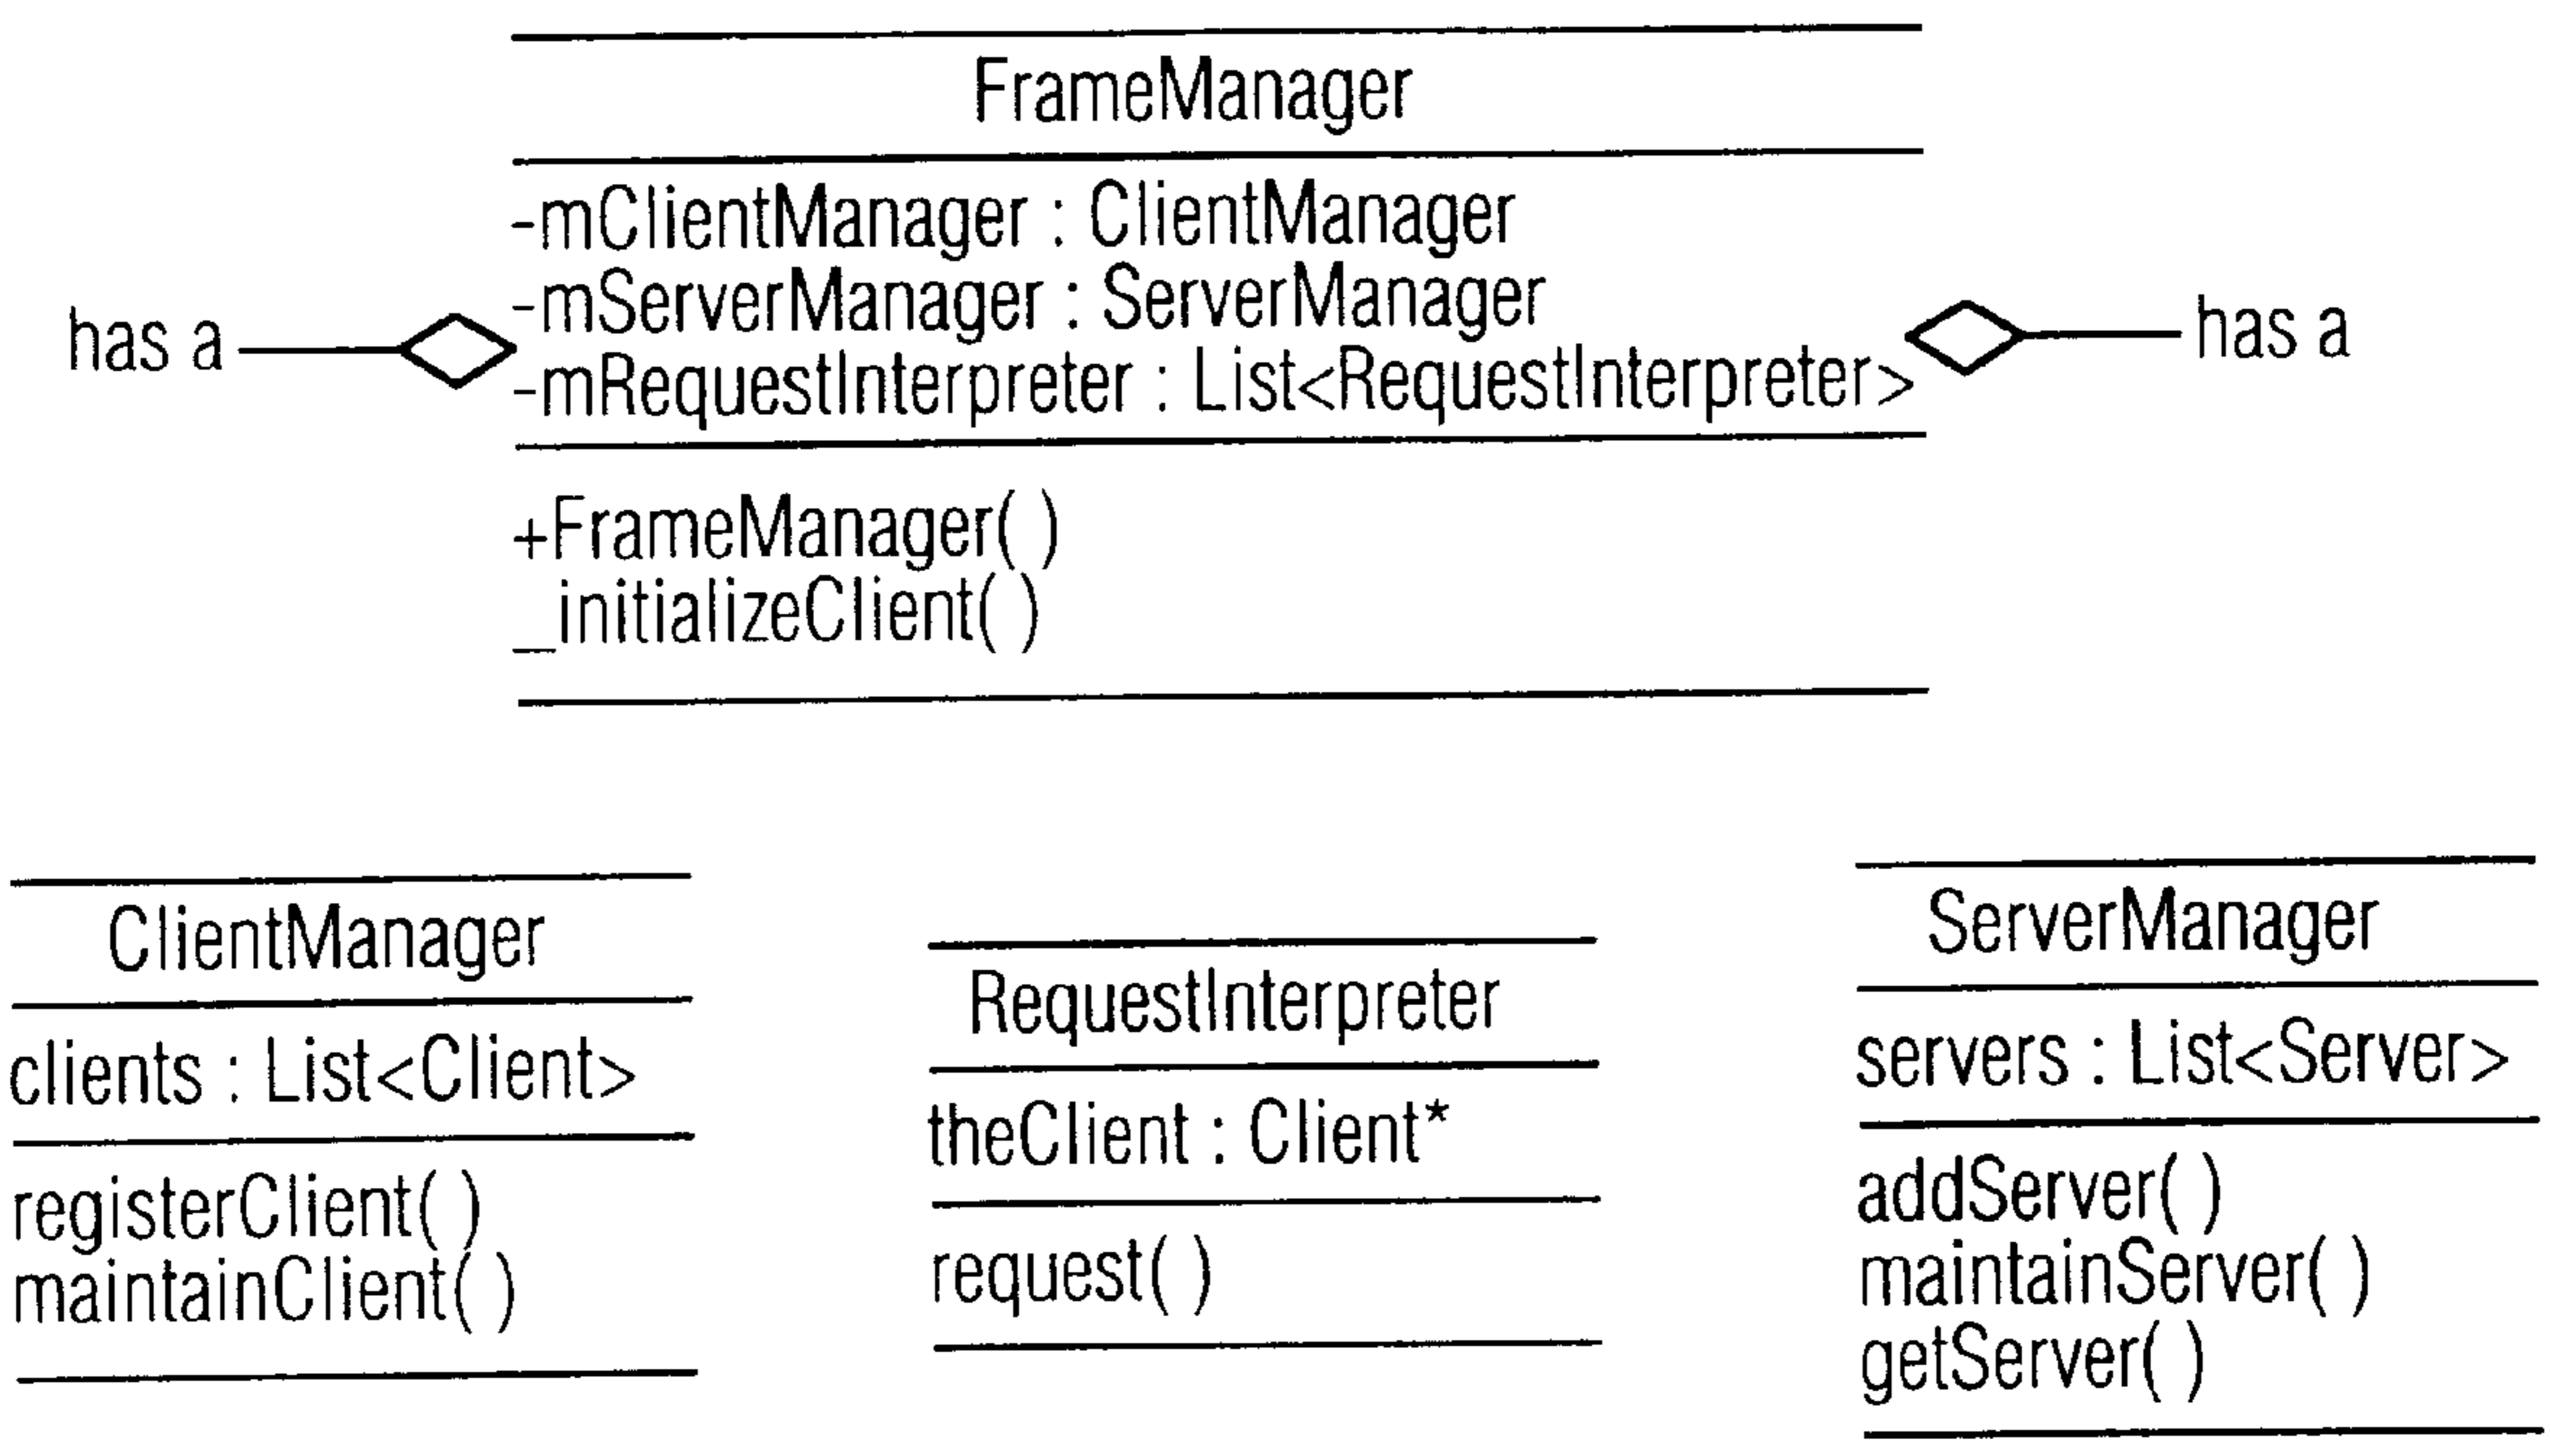 FrameManager
-mClientManager : ClientManager
-mServerManager : ServerManager
has a
has a
-mRequestInterpreter : List<RequestInterpreter>
+FrameManager( )
_initializeClient( )
ClientManager
clients : List<Client>
registerClient( )
maintainClient( )
RequestInterpreter
theClient : Client*
request( )
ServerManager
servers : List<Server>
addServer( )
maintainServer( )
getServer( )